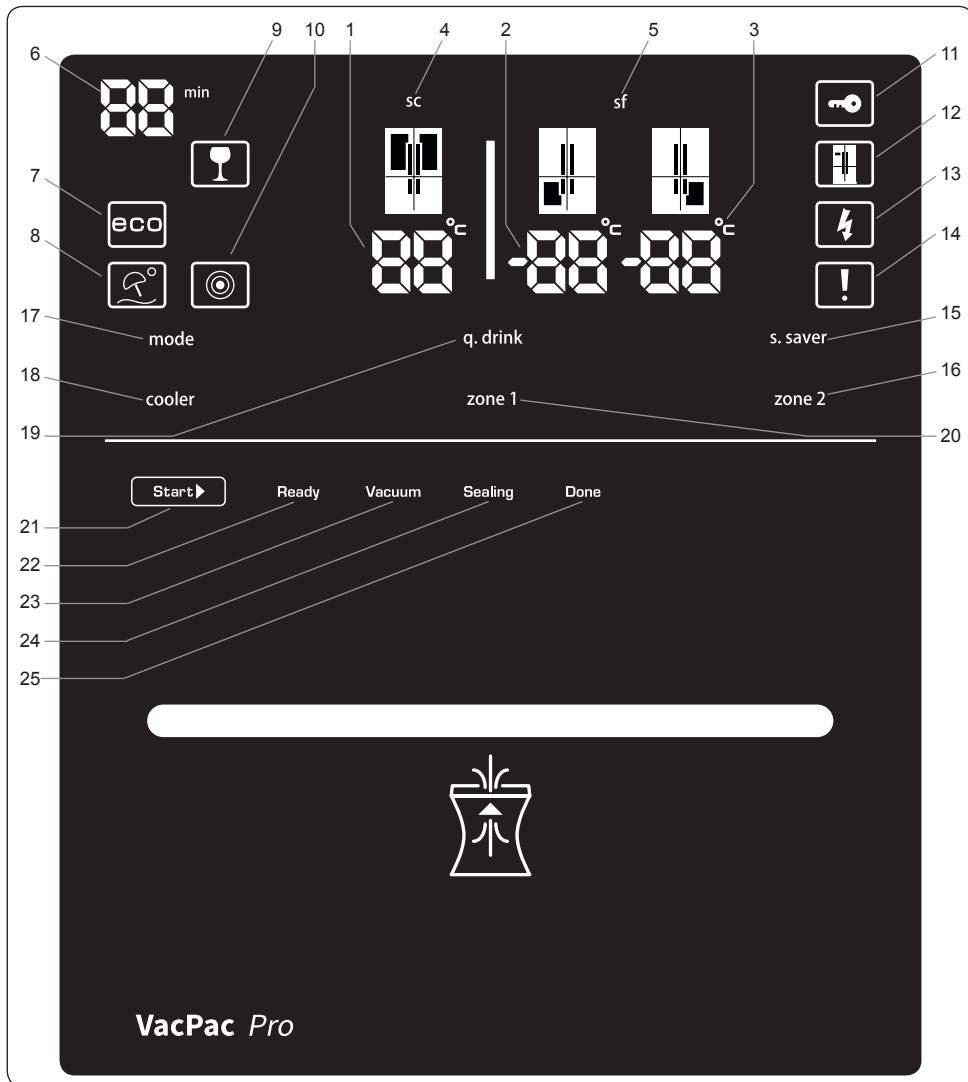 9 10 1 4 2 5 3
6 11
88 min
sc sf
12
7 13
eco
°c °c °c
88 -88 -88
8 14
!
17 15
mode q. drink s. saver
18 16
cooler zone 1 zone 2
19 20
Start Ready Vacuum Sealing Done
21
22
23
24
25
VacPac Pro